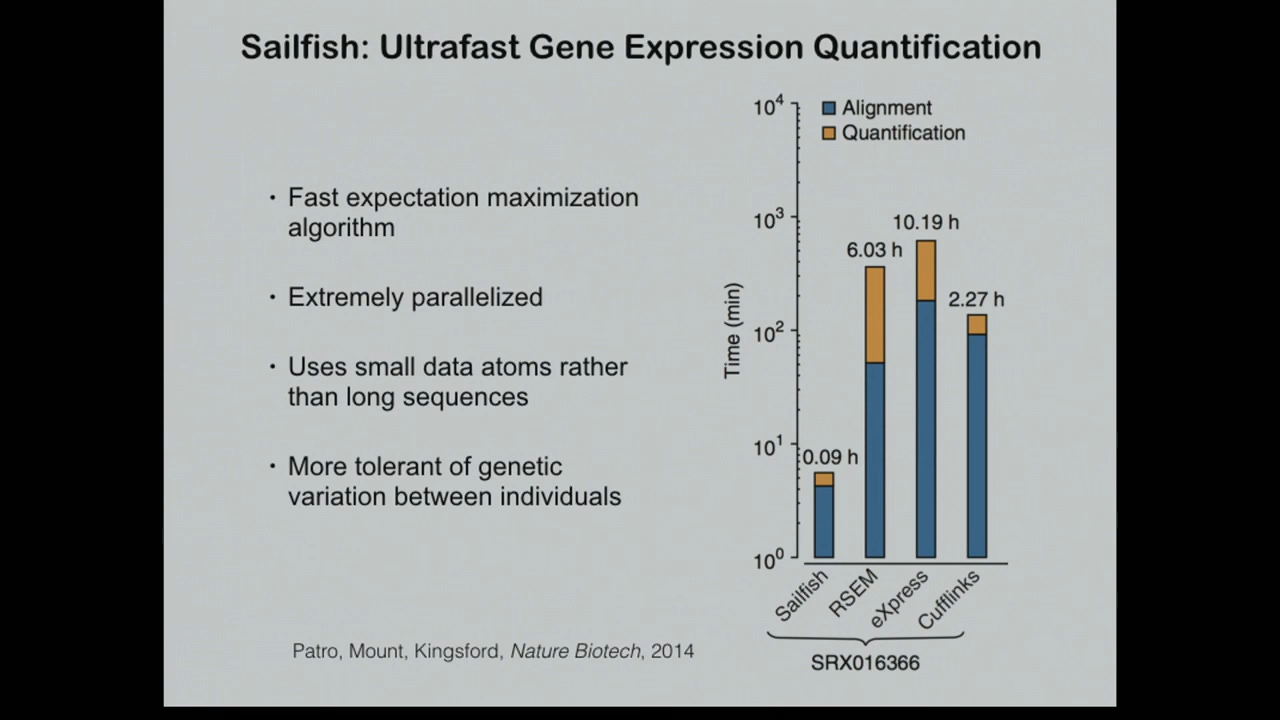 Sailfish: Ultrafast Gene Expression Quantification
· Fast expectation maximization
algorithm
· Extremely parallelized
· Uses small data atoms rather
than long sequences
· More tolerant of genetic
variation between individuals
Patro, Mount, Kingsford, Nature Biotech, 2014
Alignment
Quantification
Time (min)
10⁴
10³
10²
10¹
10⁰
0.09 h
6.03 h
10.19 h
2.27 h
Sailfish
RSEM
eXpress
Cufflinks
SRX016366